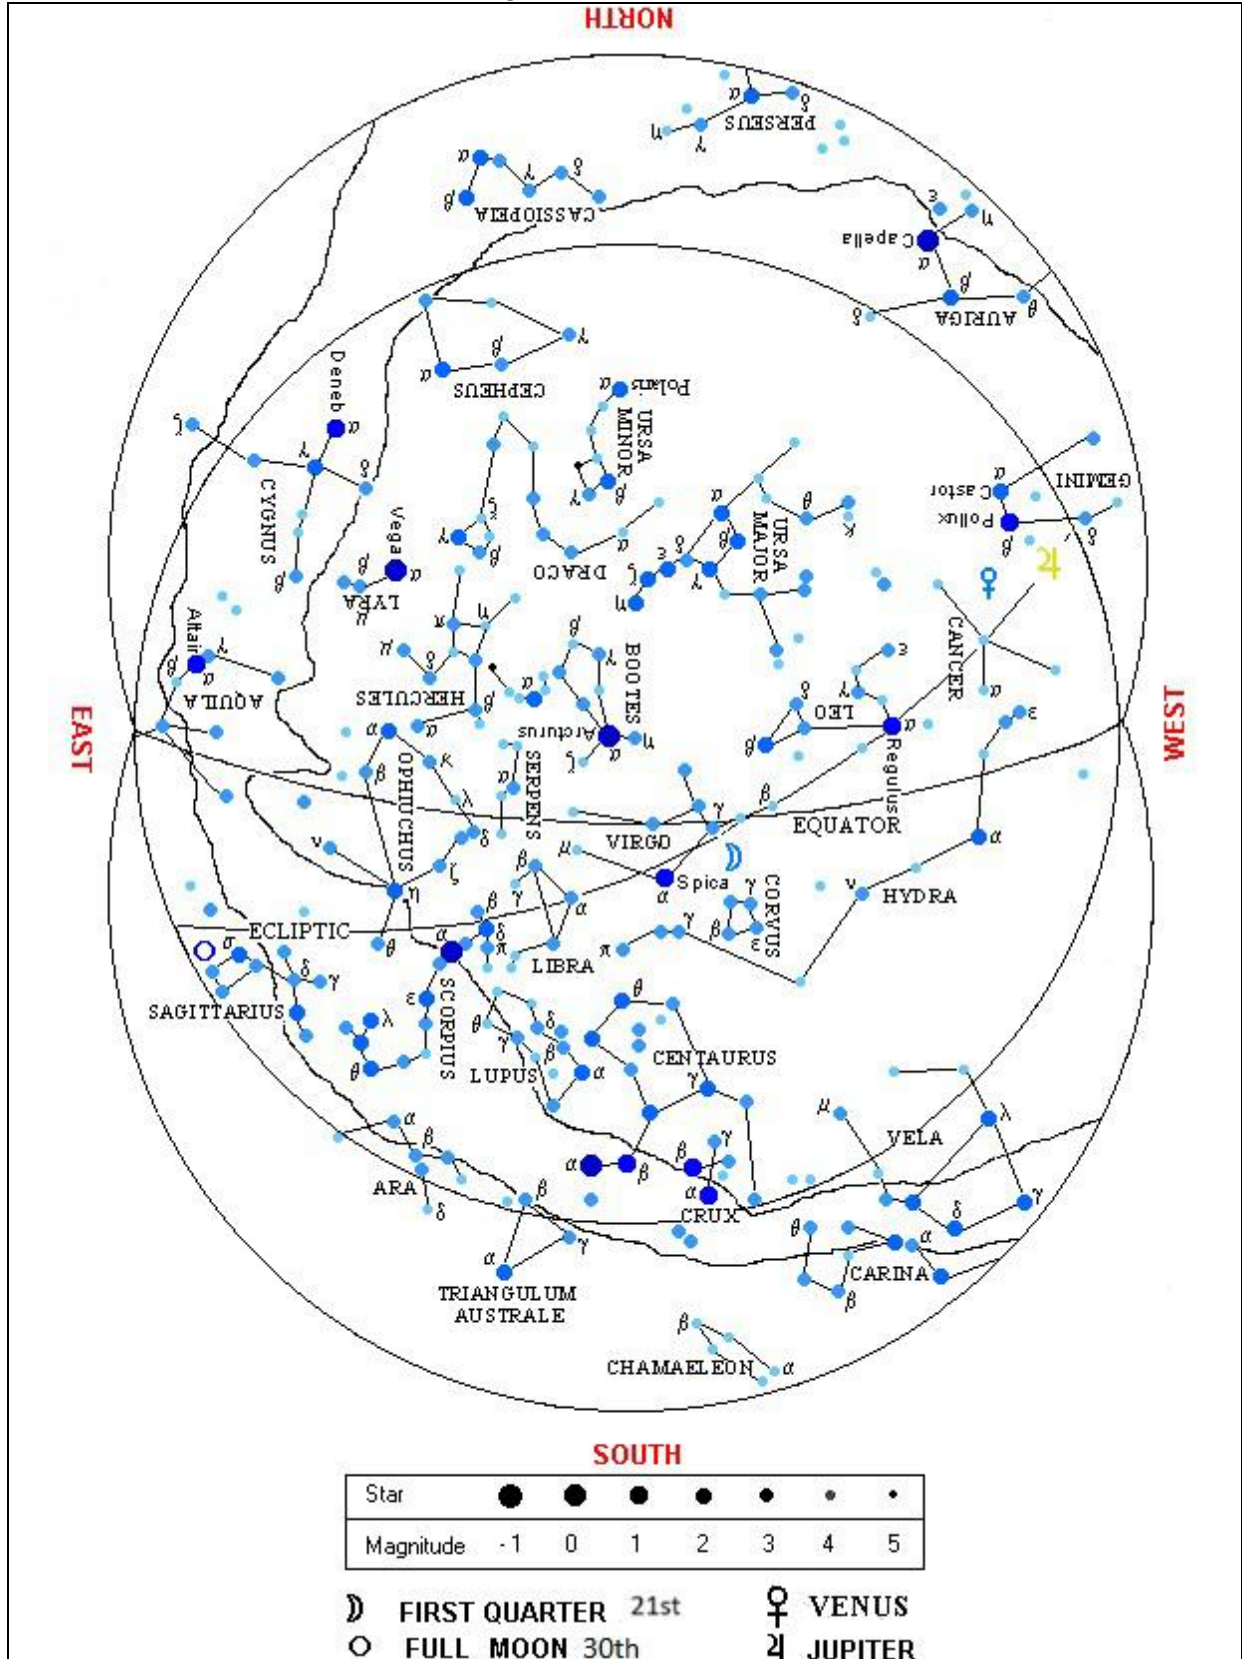 NORTH
α δ
PERSEUS
η γ
α γ δ
β CASSIOPEIA
ε η
Capella
α
β θ
δ AURIGA
γ
β
α CEPHEUS
α Polaris
URSA MINOR
β
γ
Deneb
α
ζ
γ
δ
CYGNUS
β
Vega
α
β
LYRA
μ
ζ
γ
β
α
DRACO
α
θ
κ
β
URSA MAJOR
δ
ε
γ
ζ
η
GEMINI
α
Castor
Pollux
β
δ
CANCER
α
Altair
γ
β
α
AQUILA
π
η
μ
δ
HERCULES
β
α
β
γ
BOOTES
α
Arcturus
α
η
ζ
ε
γ
δ
LEO
β
α
Regulus
ε
EAST
WEST
α
β
κ
OPHIUCHUS
λ
δ
ν
ζ
η
θ
SERPENS
α
β
γ
EQUATOR
VIRGO
μ
Spica
α
α
HYDRA
ν
β
γ
α
LIBRA
γ
CORVUS
β
ε
γ
π
ECLIPTIC
σ
δ
γ
SAGITTARIUS
β
δ
α
π
SCORPIUS
ε
λ
θ
θ
δ
γ
β
LUPUS
α
θ
CENTAURUS
γ
α
β
β
γ
α
CRUX
μ
λ
VELA
γ
δ
α
β
ARA
δ
β
α
γ
TRIANGULUM
AUSTRALE
θ
α
CARINA
β
β
CHAMAELEON
α
SOUTH
Star
Magnitude -1 0 1 2 3 4 5
FIRST QUARTER 21st
VENUS
FULL MOON 30th
JUPITER